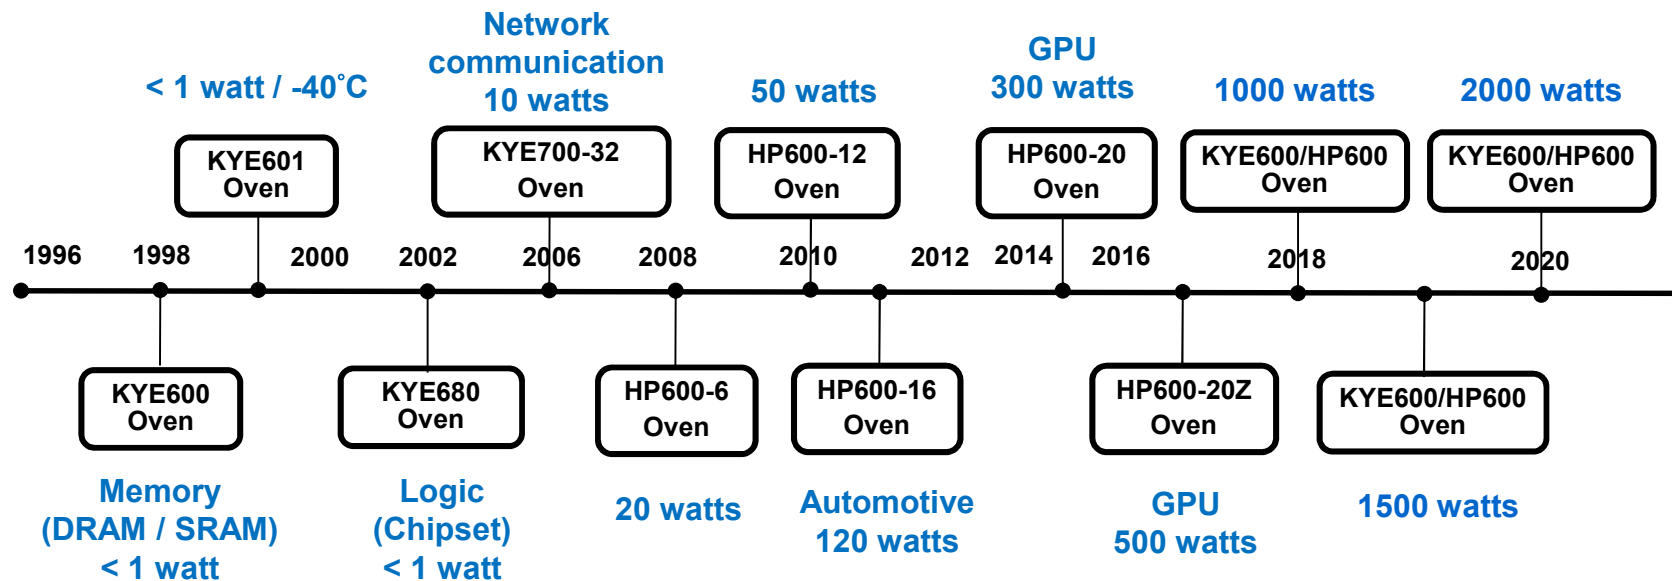 Network
communication
10 watts
GPU
300 watts
< 1 watt / -40°C
50 watts
1000 watts
2000 watts
KYE601
Oven
KYE700-32
Oven
HP600-12
Oven
HP600-20
Oven
KYE600/HP600
Oven
KYE600/HP600
Oven
1996
1998
2000
2002
2006
2008
2010
2012
2014
2016
2018
2020
KYE600
Oven
KYE680
Oven
HP600-6
Oven
HP600-16
Oven
HP600-20Z
Oven
KYE600/HP600
Oven
Memory
(DRAM / SRAM)
< 1 watt
Logic
(Chipset)
< 1 watt
20 watts
Automotive
120 watts
GPU
500 watts
1500 watts